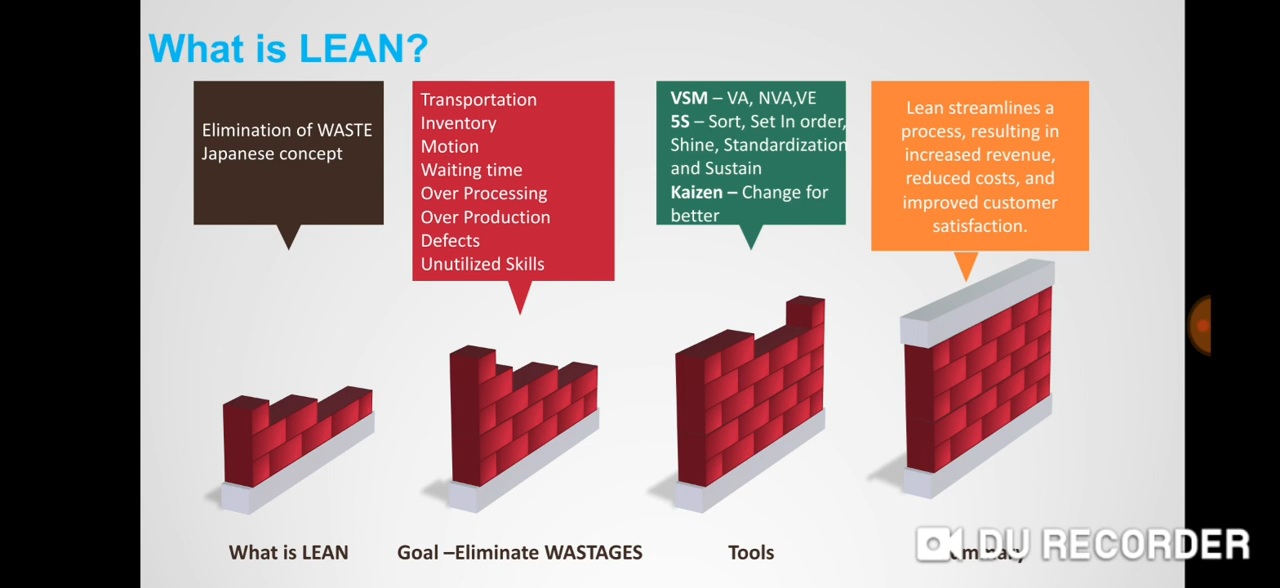 What is LEAN?
Elimination of WASTE
Japanese concept
Transportation
Inventory
Motion
Waiting time
Over Processing
Over Production
Defects
Unutilized Skills
VSM – VA, NVA,VE
5S – Sort, Set In order,
Shine, Standardization
and Sustain
Kaizen – Change for
better
Lean streamlines a
process, resulting in
increased revenue,
reduced costs, and
improved customer
satisfaction.
What is LEAN
Goal –Eliminate WASTAGES
Tools
DU RECORDER